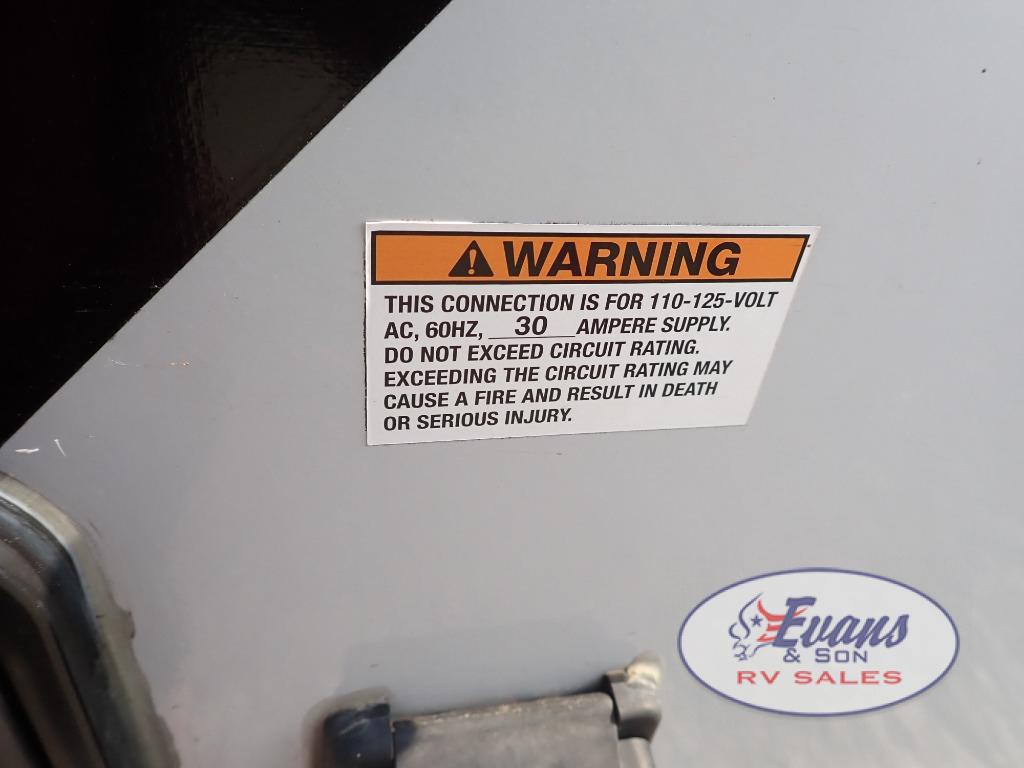 WARNING
THIS CONNECTION IS FOR 110-125-VOLT
AC, 60HZ, 30 AMPERE SUPPLY.
DO NOT EXCEED CIRCUIT RATING.
EXCEEDING THE CIRCUIT RATING MAY
CAUSE A FIRE AND RESULT IN DEATH
OR SERIOUS INJURY.
Evans
& SON
RV SALES